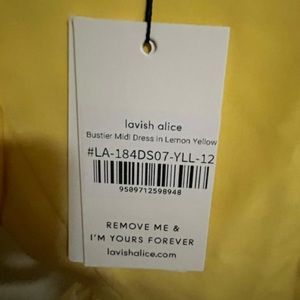 lavish alice
Bustier Midi Dress in Lemon Yellow
#LA-184DS07-YLL-12
9509712598948
REMOVE ME &
I'M YOURS FOREVER
lavishalice.com